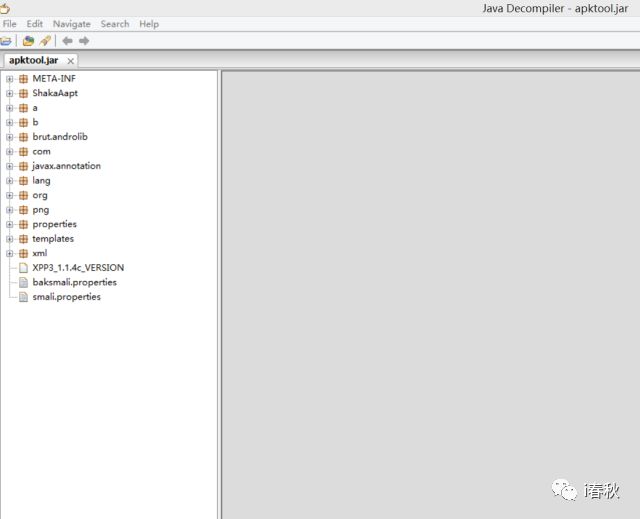 Java Decompiler - apktool.jar
File Edit Navigate Search Help
apktool.jar
META-INF
ShakaAapt
a
b
brut.androlib
com
javax.annotation
lang
org
png
properties
templates
xml
XPP3_1.1.4c_VERSION
baksmali.properties
smali.properties
i春秋